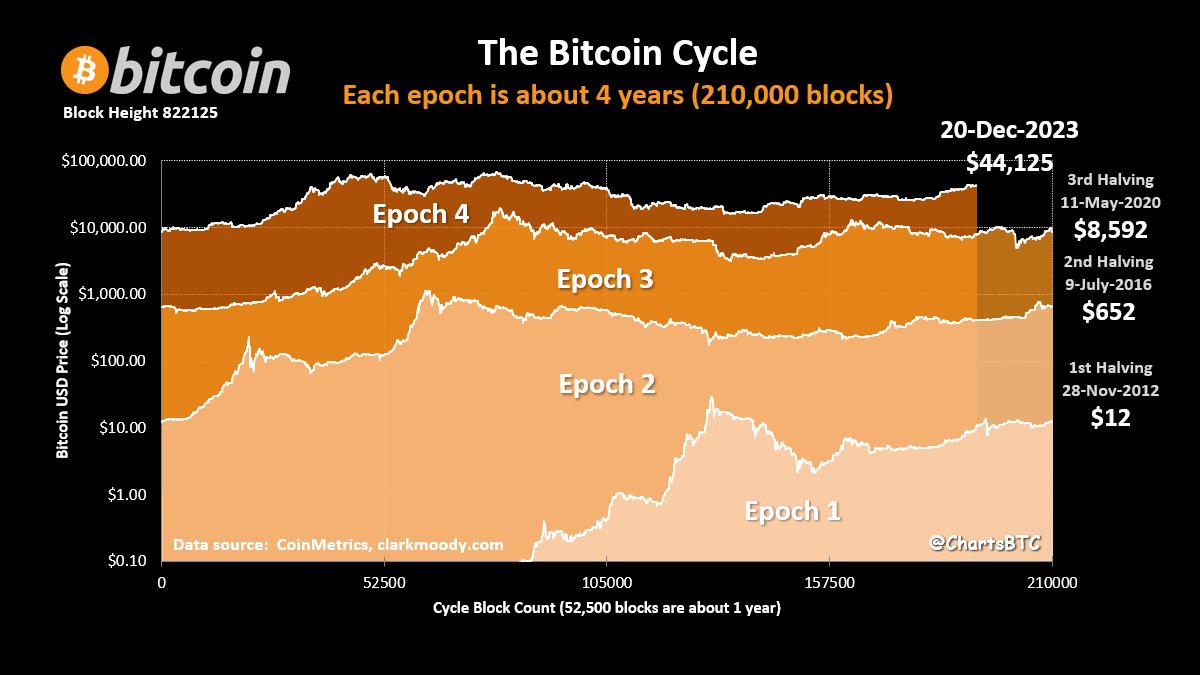 bitcoin
Block Height 822125
The Bitcoin Cycle
Each epoch is about 4 years (210,000 blocks)
20-Dec-2023
$44,125
Bitcoin USD Price (Log Scale)
$100,000.00
$10,000.00
$1,000.00
$100.00
$10.00
$1.00
$0.10
Epoch 4
Epoch 3
Epoch 2
Epoch 1
3rd Halving
11-May-2020
$8,592
2nd Halving
9-July-2016
$652
1st Halving
28-Nov-2012
$12
Data source: CoinMetrics, clarkmoody.com
@ChartsBTC
0
52500
105000
157500
210000
Cycle Block Count (52,500 blocks are about 1 year)